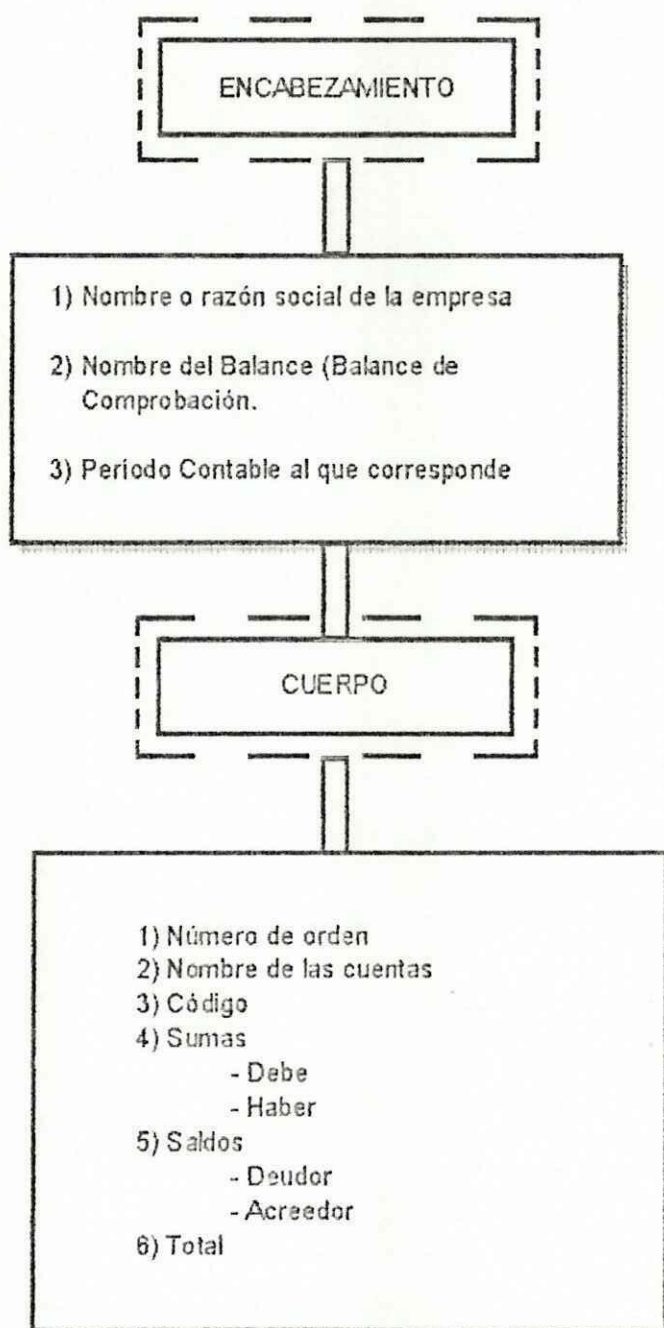 ENCABEZAMIENTO
1) Nombre o razón social de la empresa
2) Nombre del Balance (Balance de
Comprobación.
3) Período Contable al que corresponde
CUERPO
1) Número de orden
2) Nombre de las cuentas
3) Código
4) Sumas
- Debe
- Haber
5) Saldos
- Deudor
- Acreedor
6) Total